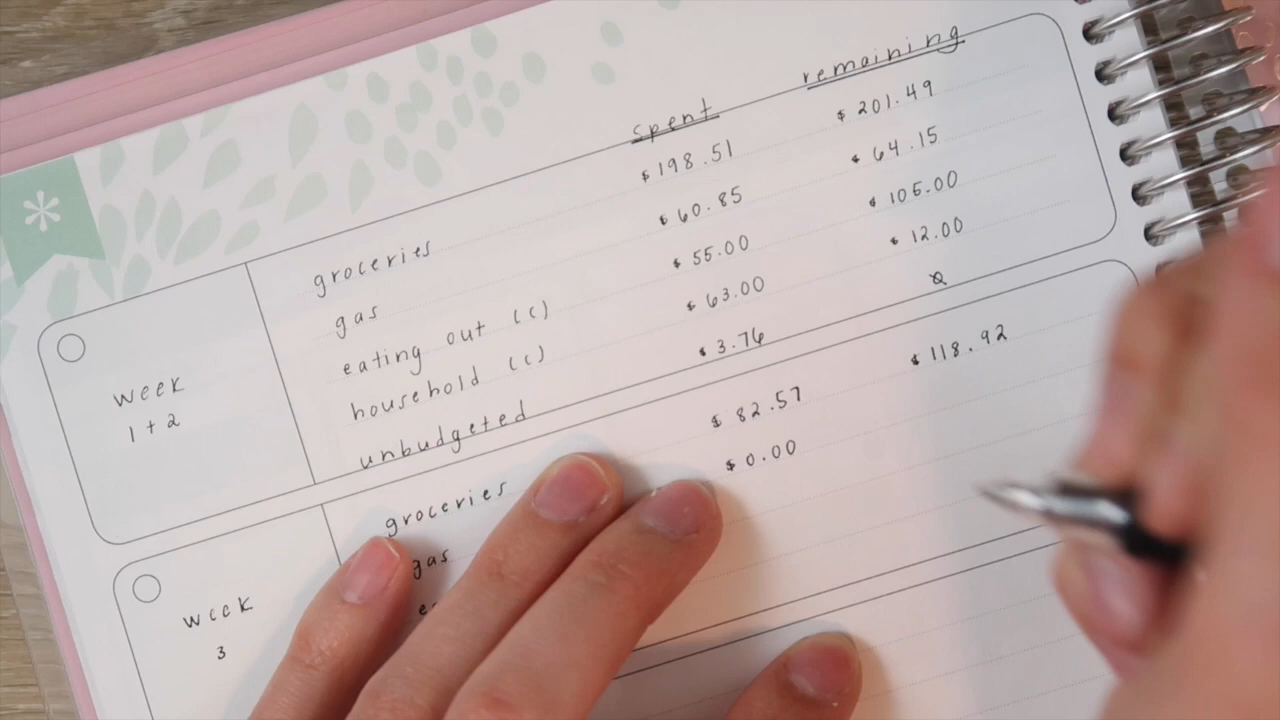 spent remaining
groceries $198.51 $201.49
gas $60.85 $64.15
eating out (c) $55.00 $105.00
household (c) $63.00 $12.00
unbudgeted $3.76 Ø
week
1 + 2
groceries $82.57 $118.92
gas $0.00
week
3